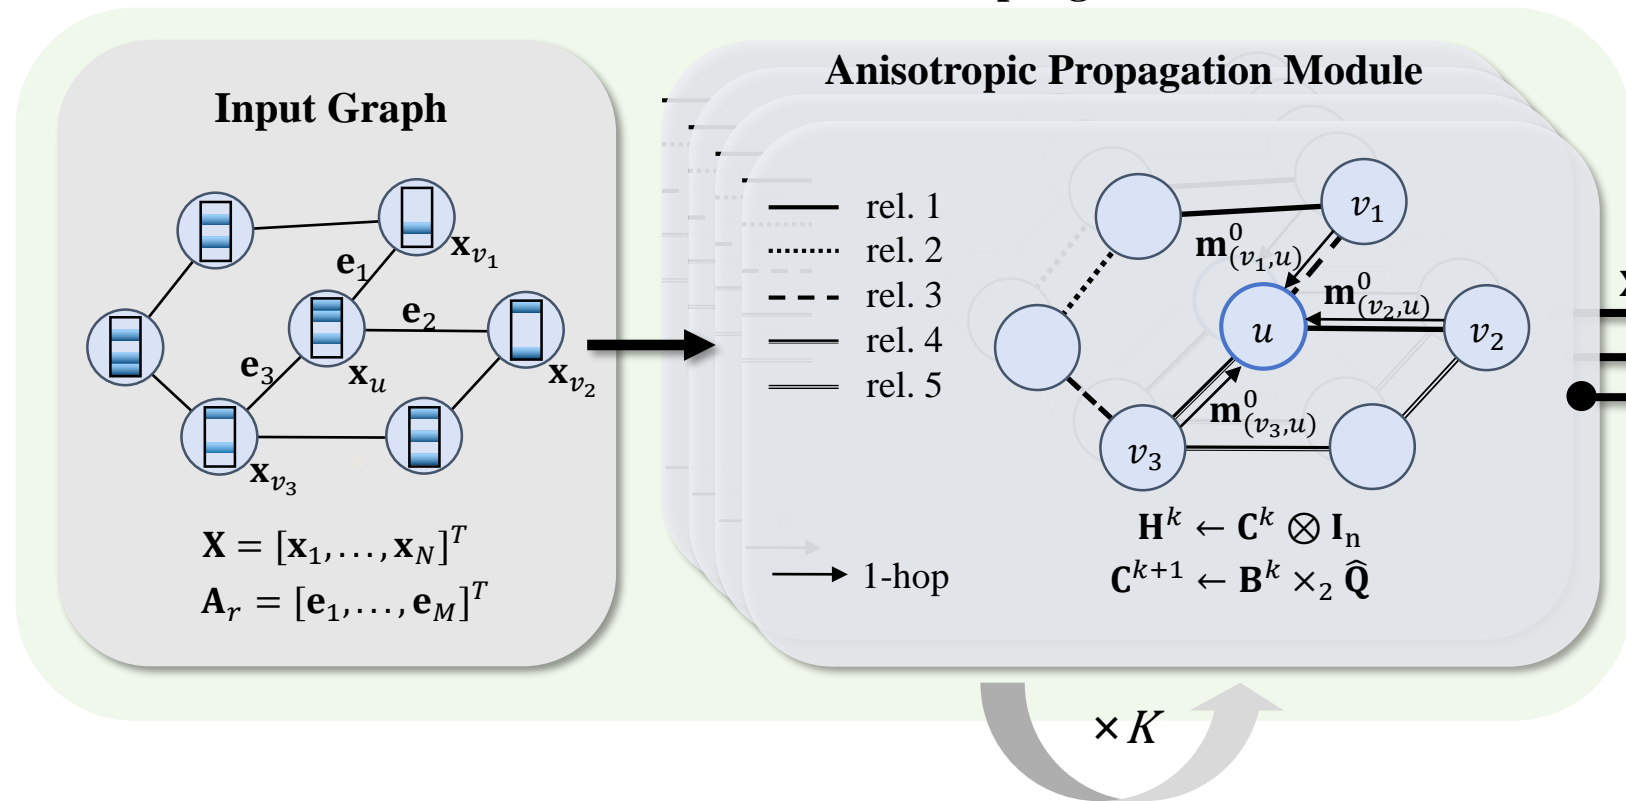 Input Graph
𝐱_{v_1}
𝐞_1
𝐞_2
𝐞_3
𝐱_u
𝐱_{v_2}
𝐱_{v_3}
𝐗 = [𝐱_1,...,𝐱_N]^T
𝐀_r = [𝐞_1,...,𝐞_M]^T
Anisotropic Propagation Module
rel. 1
rel. 2
rel. 3
rel. 4
rel. 5
1-hop
v_1
𝐦^0_{(v_1,u)}
𝐦^0_{(v_2,u)}
u
v_2
𝐦^0_{(v_3,u)}
v_3
𝐇^k ← 𝐂^k ⊗ 𝐈_n
𝐂^{k+1} ← 𝐁^k ×_2 𝐐̂
× K